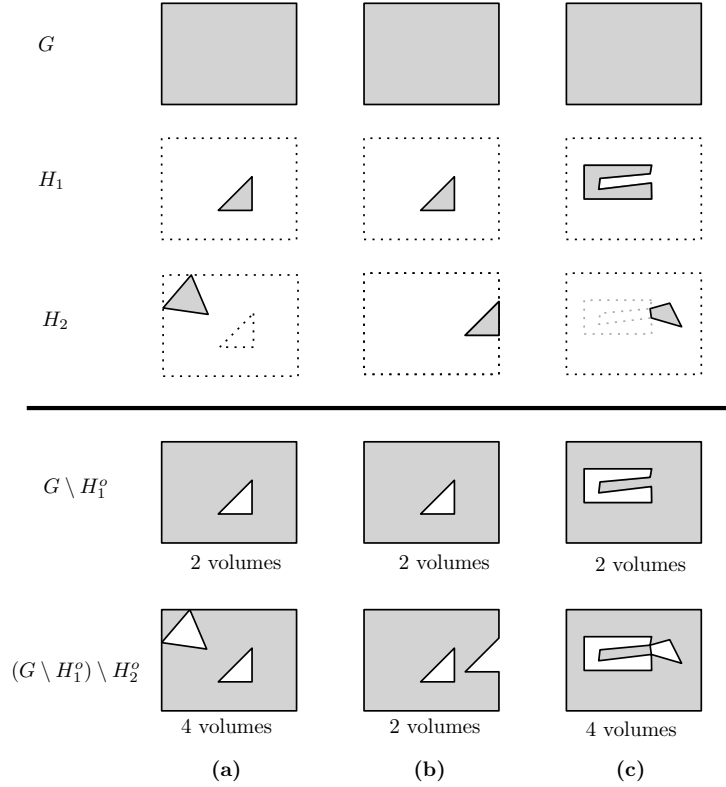 G
H₁
H₂
G \ H₁ᵒ
2 volumes 2 volumes 2 volumes
(G \ H₁ᵒ) \ H₂ᵒ
4 volumes 2 volumes 4 volumes
(a) (b) (c)